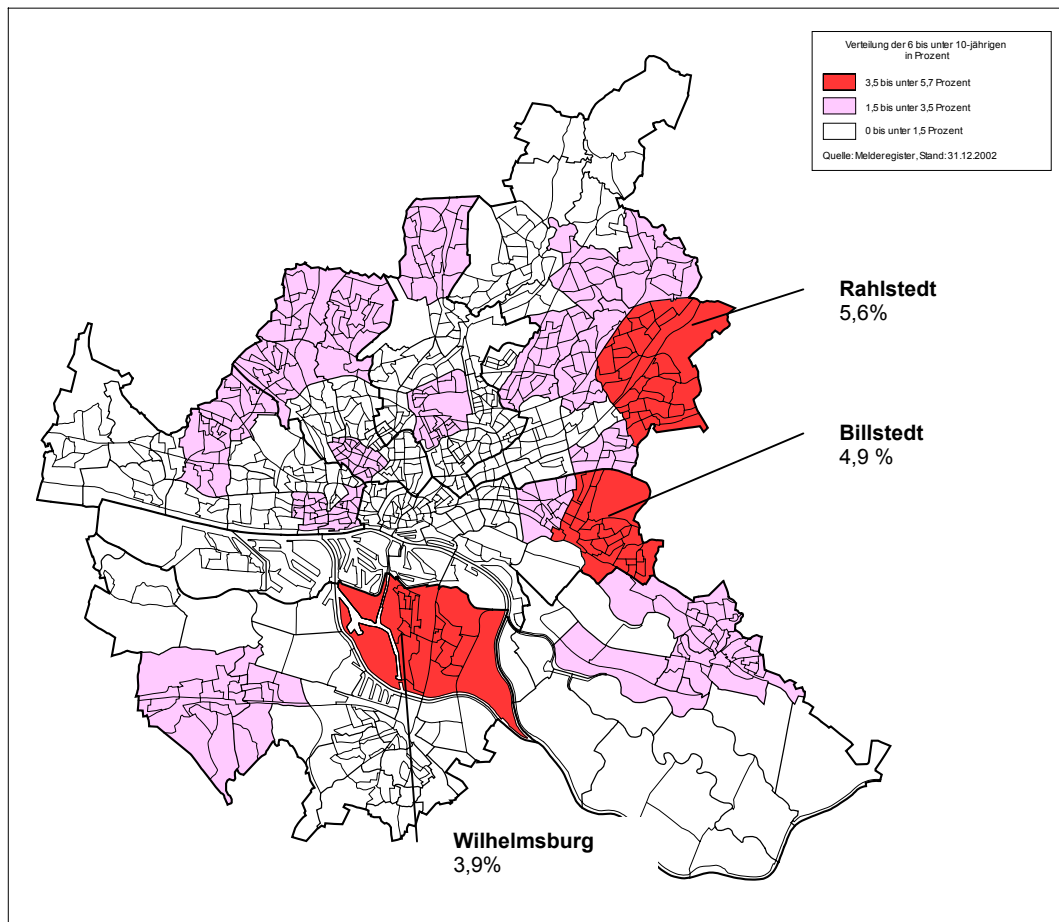 Verteilung der 6 bis unter 10-jährigen
in Prozent
3,5 bis unter 5,7 Prozent
1,5 bis unter 3,5 Prozent
0 bis unter 1,5 Prozent
Quelle: Melderegister, Stand: 31.12.2002
Rahlstedt
5,6%
Billstedt
4,9 %
Wilhelmsburg
3,9%